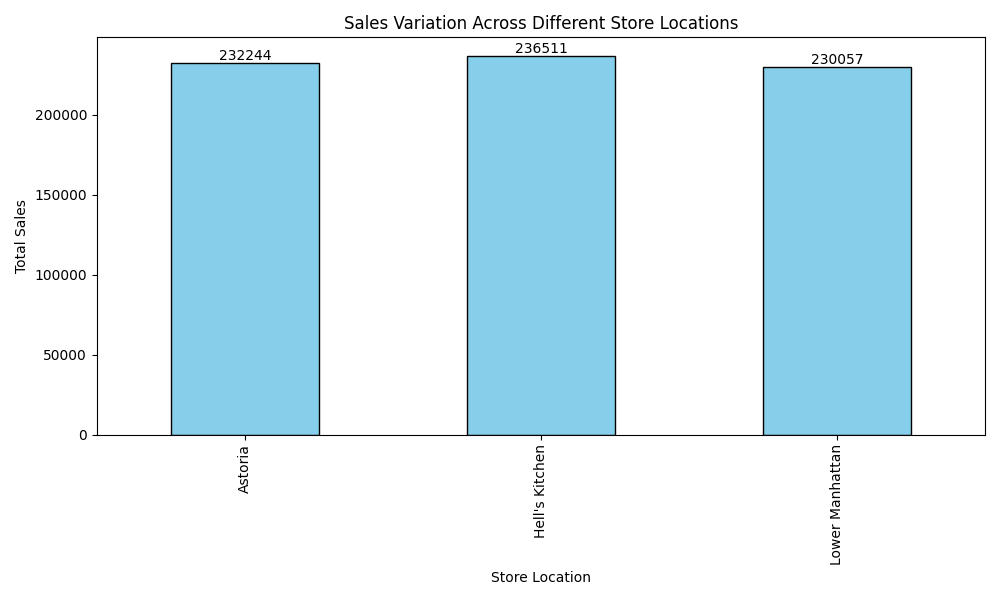 Sales Variation Across Different Store Locations
232244
236511
230057
200000
150000
100000
50000
0
Total Sales
Astoria
Hell's Kitchen
Lower Manhattan
Store Location